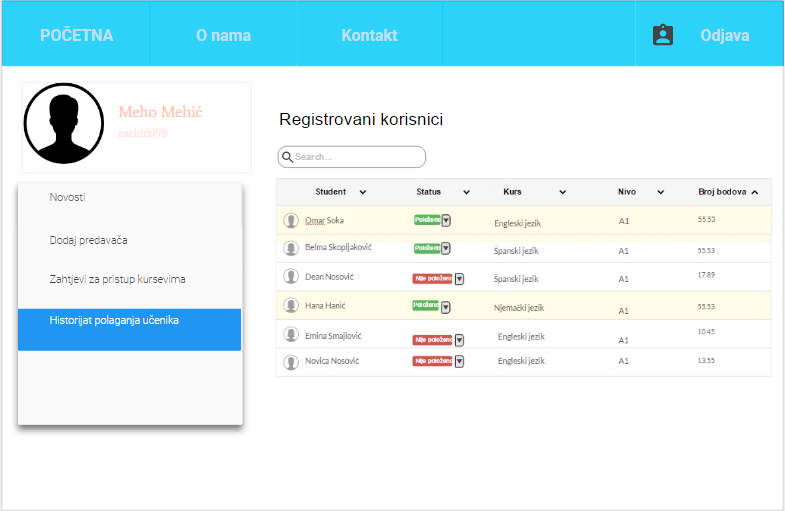 POČETNA O nama Kontakt Odjava
Meho Mehić
mehić098
Novosti
Dodaj predavača
Zahtjevi za pristup kursevima
Historijat polaganja učenika
Registrovani korisnici
Search...
Student Status Kurs Nivo Broj bodova
Omar Soka Položeno Engleski jezik A1 55.53
Belma Skopljaković Položeno Španski jezik A1 55.53
Dean Nosović Nije položeno Španski jezik A1 17.89
Hana Hanić Položeno Njemački jezik A1 55.53
Emina Smajlović Nije položeno Engleski jezik A1 10.45
Novica Nosović Nije položeno Engleski jezik A1 13.55